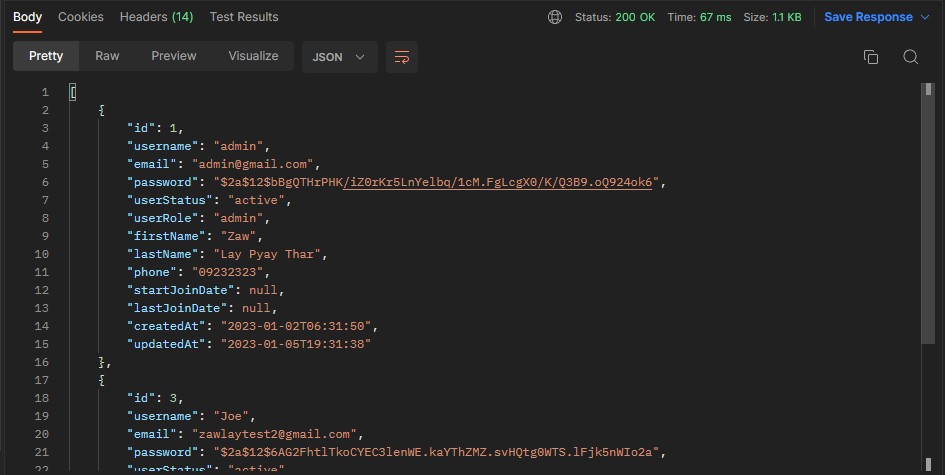 Body Cookies Headers (14) Test Results Status: 200 OK Time: 67 ms Size: 1.1 KB Save Response
Pretty Raw Preview Visualize JSON
1 [
2 {
3 "id": 1,
4 "username": "admin",
5 "email": "admin@gmail.com",
6 "password": "$2a$12$bBgQTHrPHK/iZ0rKr5LnYelbq/1cM.FgLcgX0/K/Q3B9.oQ924ok6",
7 "userStatus": "active",
8 "userRole": "admin",
9 "firstName": "Zaw",
10 "lastName": "Lay Pyay Thar",
11 "phone": "09232323",
12 "startJoinDate": null,
13 "lastJoinDate": null,
14 "createdAt": "2023-01-02T06:31:50",
15 "updatedAt": "2023-01-05T19:31:38"
16 },
17 {
18 "id": 3,
19 "username": "Joe",
20 "email": "zawlaytest2@gmail.com",
21 "password": "$2a$12$6AG2FhtlTkoCYEC3lenWE.kaYThZMZ.svHQtg0WTS.lFjk5nWIo2a",
22 "userStatus": "active"